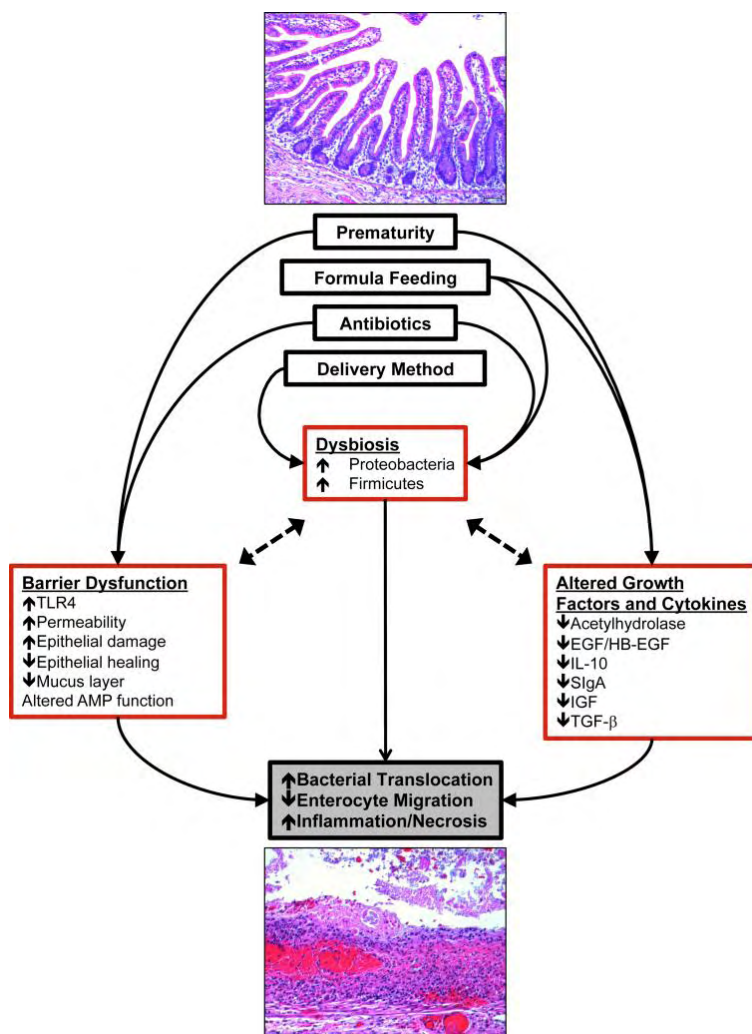 Prematurity
Formula Feeding
Antibiotics
Delivery Method
Dysbiosis
↑ Proteobacteria
↑ Firmicutes
Barrier Dysfunction
↑TLR4
↑Permeability
↑Epithelial damage
↓Epithelial healing
↓Mucus layer
Altered AMP function
Altered Growth
Factors and Cytokines
↓Acetylhydrolase
↓EGF/HB-EGF
↓IL-10
↓SIgA
↓IGF
↓TGF-β
↑Bacterial Translocation
↓Enterocyte Migration
↑Inflammation/Necrosis